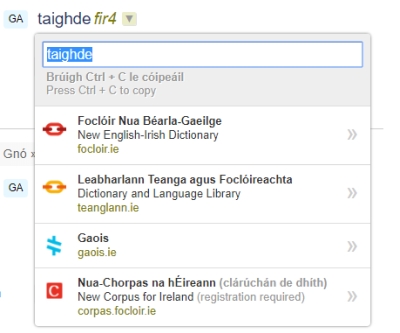 GA taighde fir4
taighde
Brúigh Ctrl + C le cóipeáil
Press Ctrl + C to copy
Foclóir Nua Béarla-Gaeilge
New English-Irish Dictionary
focloir.ie
Gnó »
Leabharlann Teanga agus Foclóireachta
GA
Dictionary and Language Library
teanglann.ie
Gaois
gaois.ie
Nua-Chorpas na hÉireann (clárúchán de dhíth)
New Corpus for Ireland (registration required)
corpas.focloir.ie